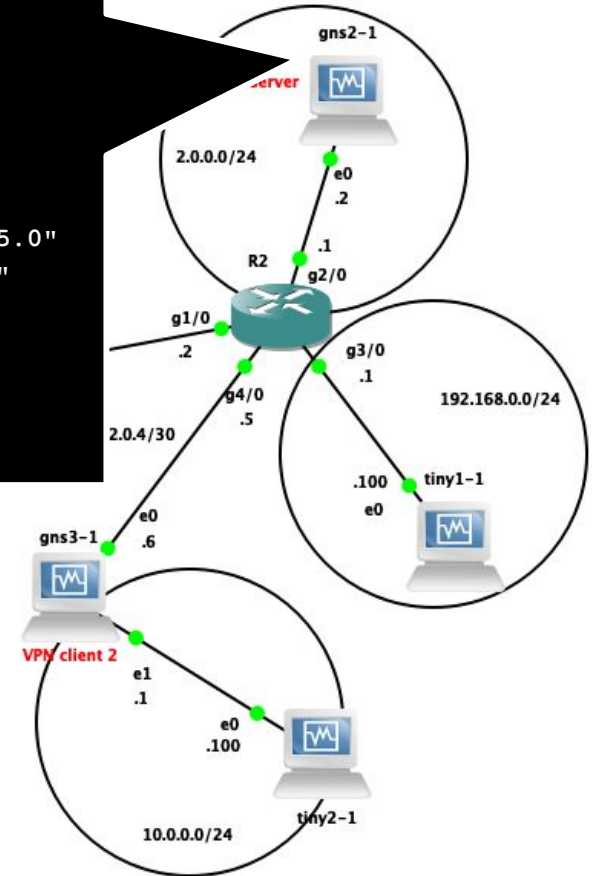 gns2-1
server
2.0.0.0/24
e0
.2
.1
R2
g2/0
5.0"
"
g1/0
.2
g3/0
.1
g4/0
.5
192.168.0.0/24
2.0.4/30
.100
tiny1-1
e0
e0
.6
gns3-1
VPN client 2
e1
.1
e0
.100
tiny2-1
10.0.0.0/24